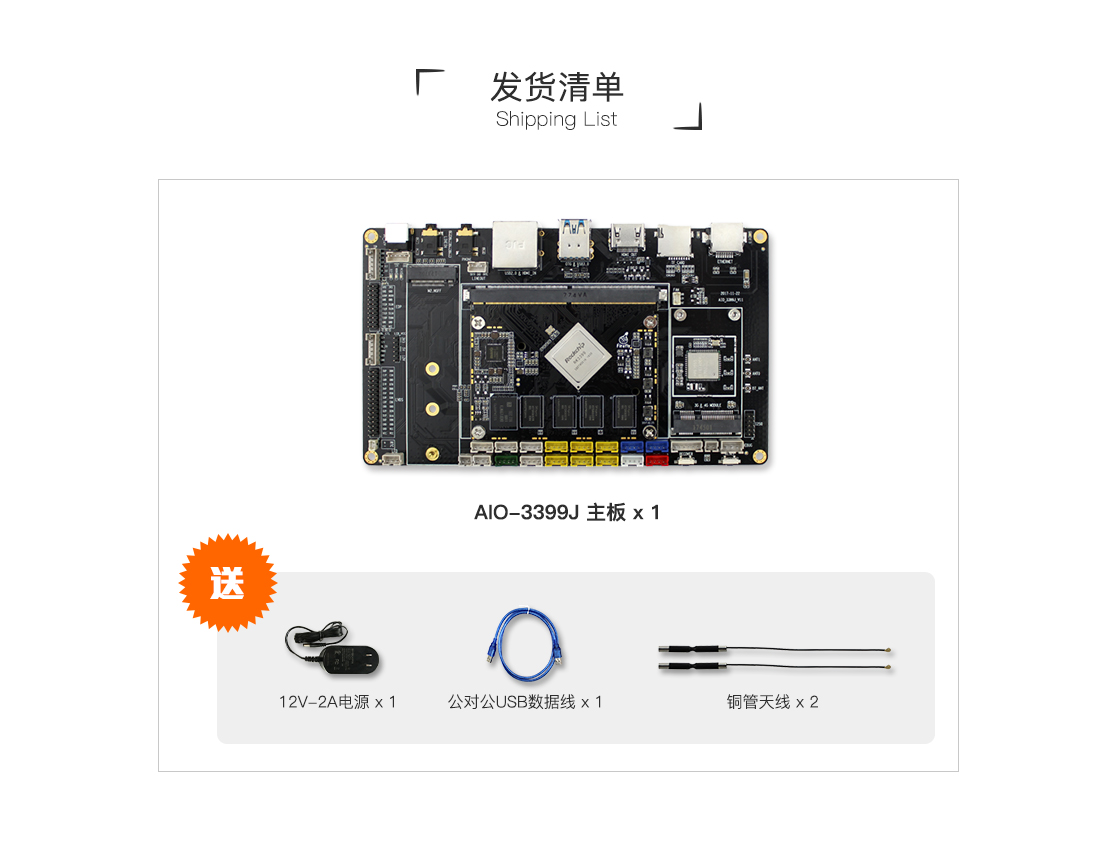 发货清单
Shipping List
AIO-3399J 主板 x 1
送
12V-2A电源 x 1
公对公USB数据线 x 1
铜管天线 x 2